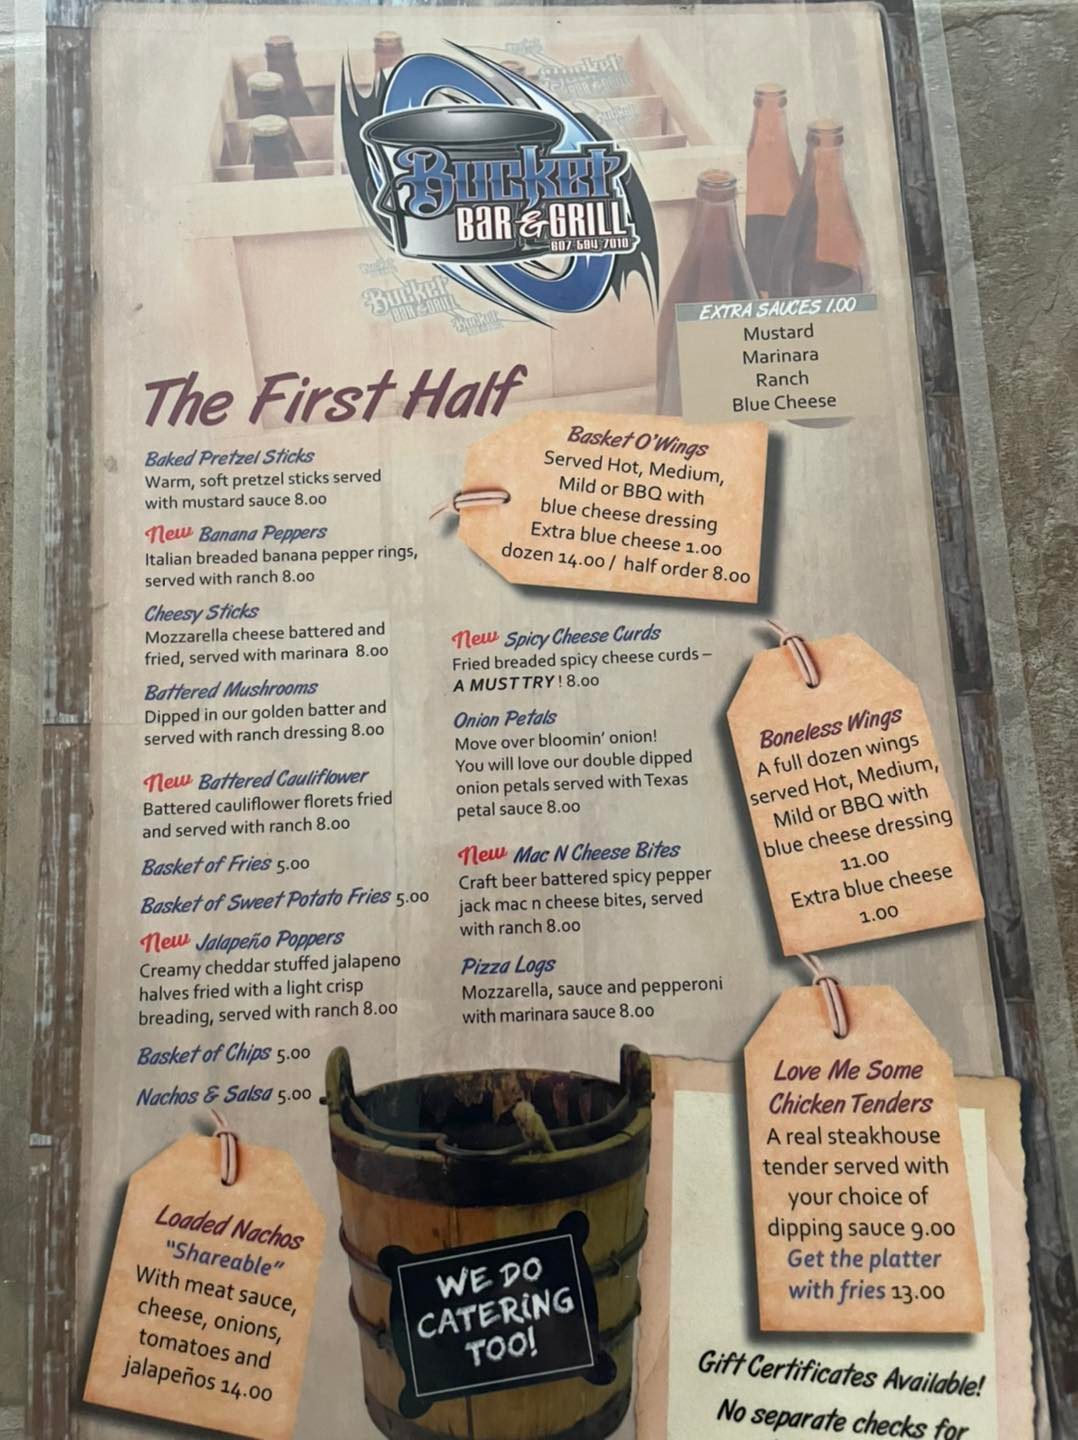 Bucket
BAR & GRILL
607-594-7010
EXTRA SAUCES 1.00
Mustard
Marinara
Ranch
Blue Cheese
The First Half
Baked Pretzel Sticks
Warm, soft pretzel sticks served
with mustard sauce 8.00
New Banana Peppers
Italian breaded banana pepper rings,
served with ranch 8.00
Cheesy Sticks
Mozzarella cheese battered and
fried, served with marinara 8.00
Battered Mushrooms
Dipped in our golden batter and
served with ranch dressing 8.00
New Battered Cauliflower
Battered cauliflower florets fried
and served with ranch 8.00
Basket of Fries 5.00
Basket of Sweet Potato Fries 5.00
New Jalapeño Poppers
Creamy cheddar stuffed jalapeno
halves fried with a light crisp
breading, served with ranch 8.00
Basket of Chips 5.00
Nachos & Salsa 5.00
Basket O'Wings
Served Hot, Medium,
Mild or BBQ with
blue cheese dressing
Extra blue cheese 1.00
dozen 14.00 / half order 8.00
New Spicy Cheese Curds
Fried breaded spicy cheese curds –
A MUST TRY! 8.00
Onion Petals
Move over bloomin' onion!
You will love our double dipped
onion petals served with Texas
petal sauce 8.00
New Mac N Cheese Bites
Craft beer battered spicy pepper
jack mac n cheese bites, served
with ranch 8.00
Pizza Logs
Mozzarella, sauce and pepperoni
with marinara sauce 8.00
Boneless Wings
A full dozen wings
served Hot, Medium,
Mild or BBQ with
blue cheese dressing
11.00
Extra blue cheese
1.00
Love Me Some
Chicken Tenders
A real steakhouse
tender served with
your choice of
dipping sauce 9.00
Get the platter
with fries 13.00
Loaded Nachos
"Shareable"
With meat sauce,
cheese, onions,
tomatoes and
jalapeños 14.00
WE DO
CATERING
TOO!
Gift Certificates Available!
No separate checks for